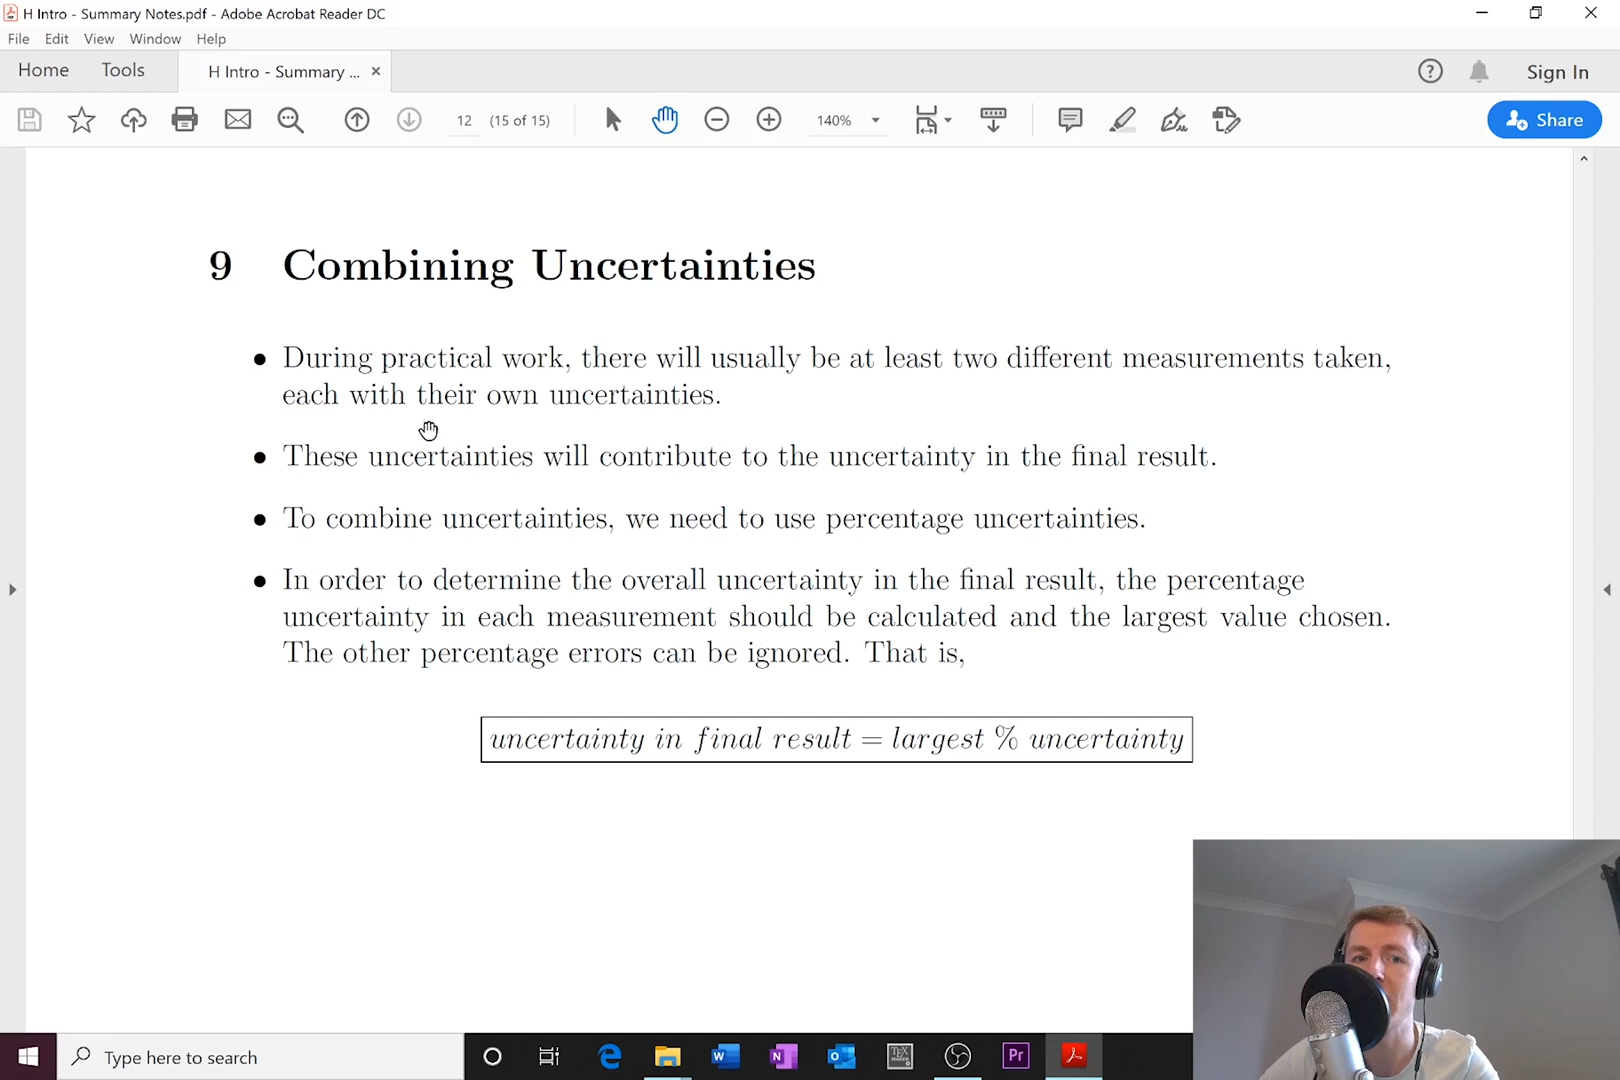 H Intro - Summary Notes.pdf - Adobe Acrobat Reader DC
File Edit View Window Help
Home Tools H Intro - Summary ... × Sign In
12 (15 of 15) 140% Share
9 Combining Uncertainties
• During practical work, there will usually be at least two different measurements taken,
each with their own uncertainties.
• These uncertainties will contribute to the uncertainty in the final result.
• To combine uncertainties, we need to use percentage uncertainties.
• In order to determine the overall uncertainty in the final result, the percentage
uncertainty in each measurement should be calculated and the largest value chosen.
The other percentage errors can be ignored. That is,
uncertainty in final result = largest % uncertainty
Type here to search